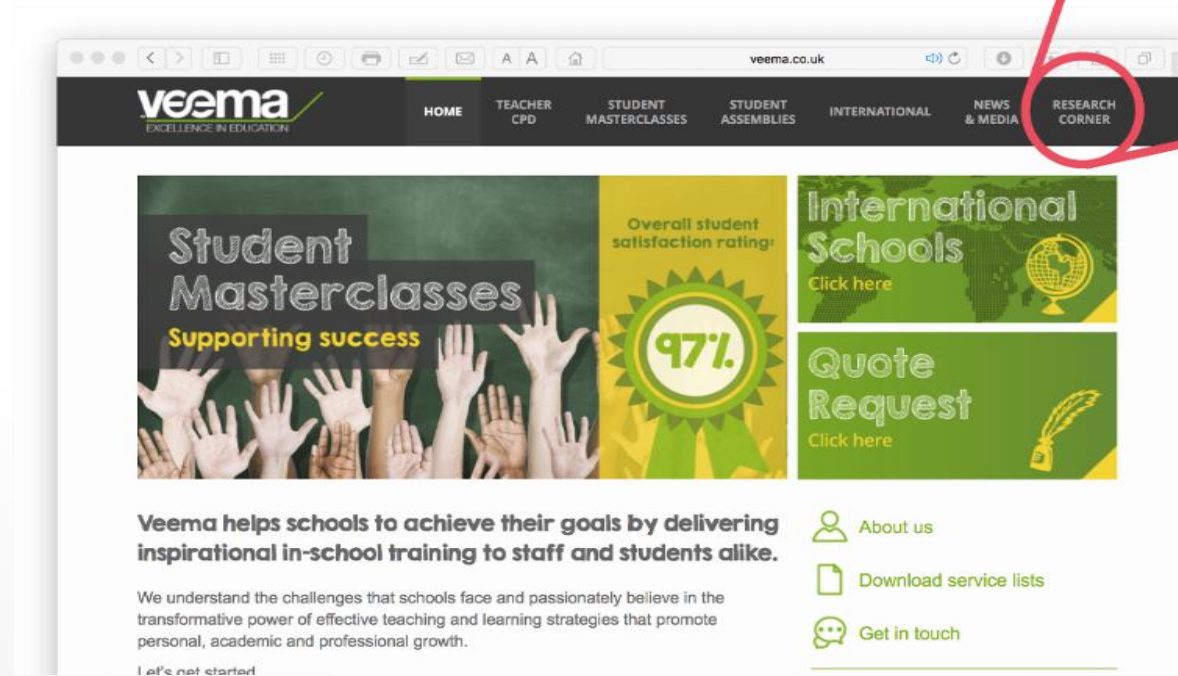 A A
veema.co.uk
veema
EXCELLENCE IN EDUCATION
HOME
TEACHER
CPD
STUDENT
MASTERCLASSES
STUDENT
ASSEMBLIES
INTERNATIONAL
NEWS
& MEDIA
RESEARCH
CORNER
Student
Masterclasses
Supporting success
Overall student
satisfaction rating:
97%
International
Schools
Click here
Quote
Request
Click here
Veema helps schools to achieve their goals by delivering
inspirational in-school training to staff and students alike.
We understand the challenges that schools face and passionately believe in the
transformative power of effective teaching and learning strategies that promote
personal, academic and professional growth.
Let's get started
About us
Download service lists
Get in touch